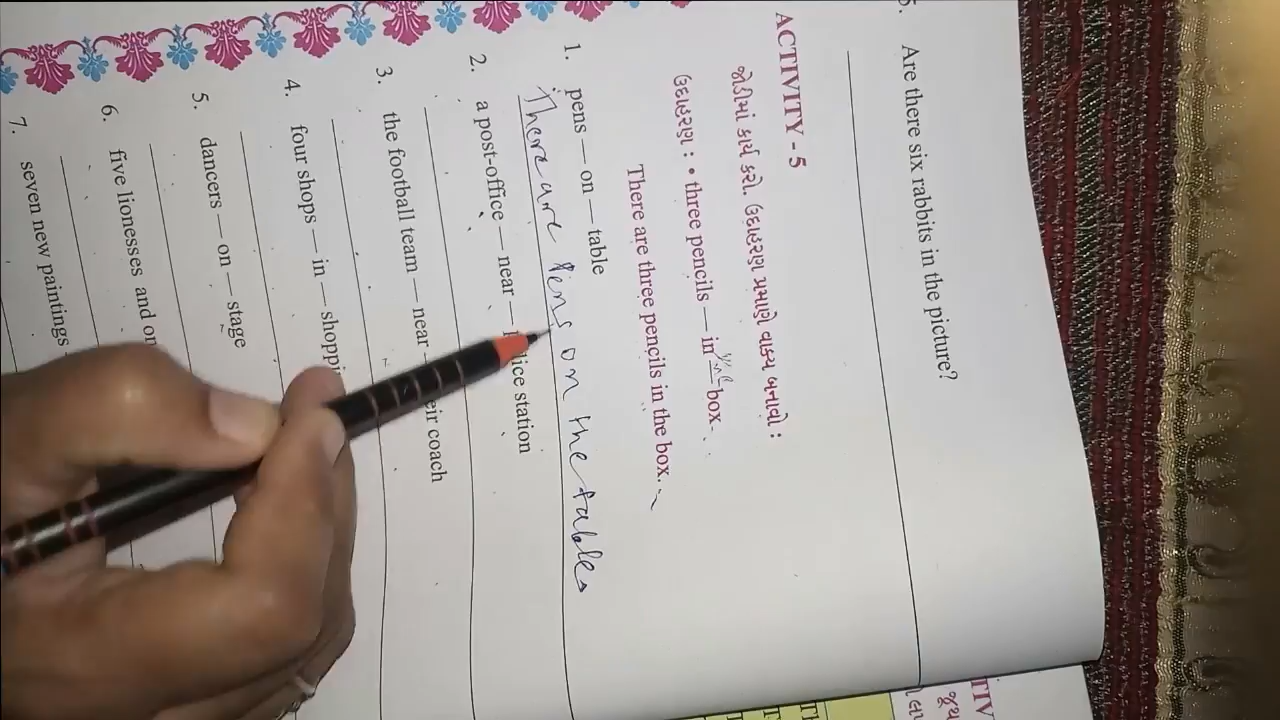 5. Are there six rabbits in the picture?
ACTIVITY - 5
જોડીમાં કાર્ય કરો. ઉદાહરણ પ્રમાણે વાક્ય બનાવો :
ઉદાહરણ : • three pencils — in — box.
There are three pencils in the box.
1. pens — on — table
There are pens on the table.
2. a post-office — near — station
3. the football team — near — coach
4. four shops — in —
5. dancers — on — stage
6. five lionesses and
7. seven new paintings